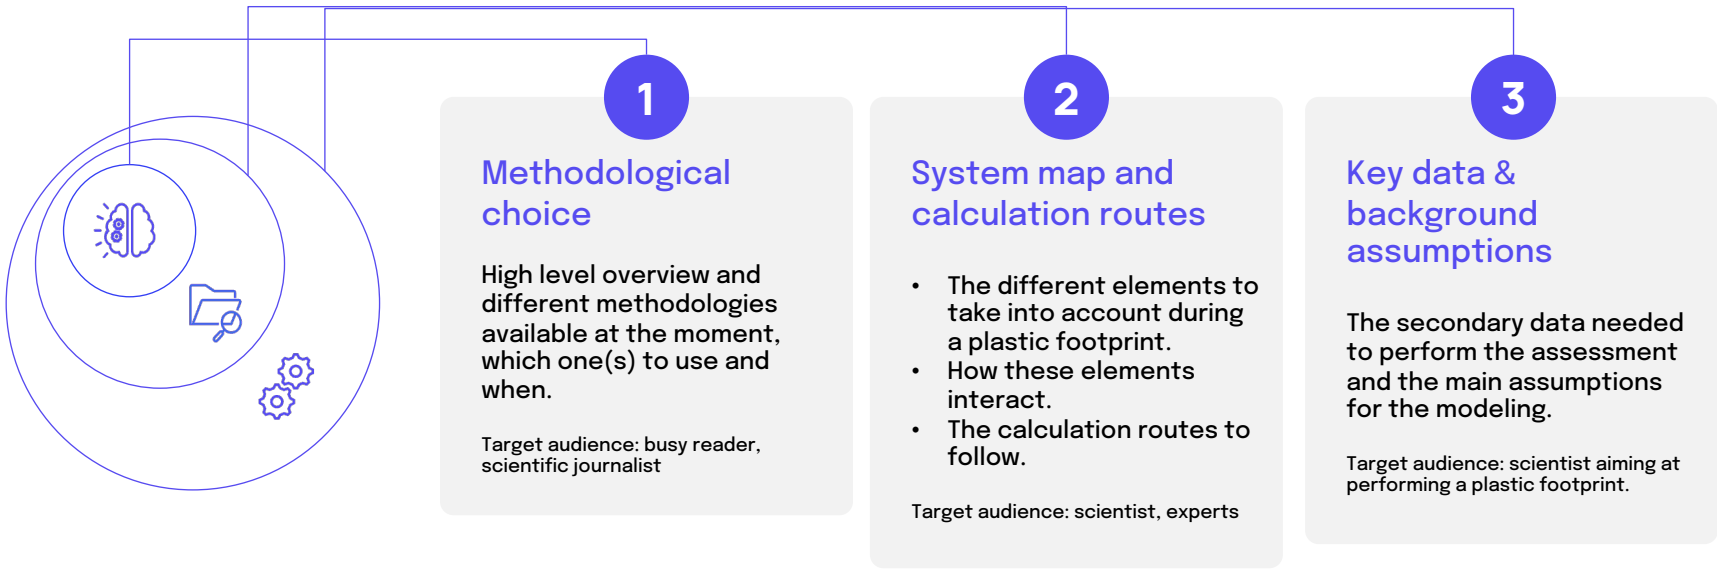 1
Methodological
choice
High level overview and
different methodologies
available at the moment,
which one(s) to use and
when.
Target audience: busy reader,
scientific journalist
2
System map and
calculation routes
• The different elements to
take into account during
a plastic footprint.
• How these elements
interact.
• The calculation routes to
follow.
Target audience: scientist, experts
3
Key data &
background
assumptions
The secondary data needed
to perform the assessment
and the main assumptions
for the modeling.
Target audience: scientist aiming at
performing a plastic footprint.